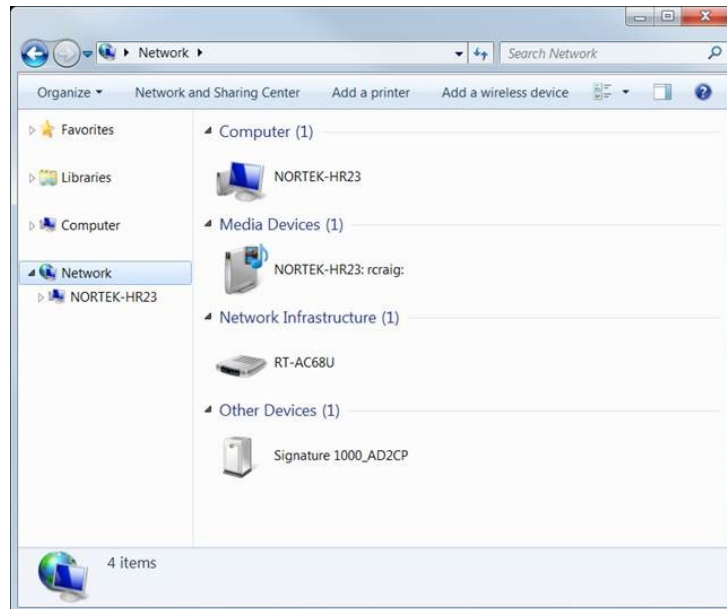 Network
Search Network
Organize
Network and Sharing Center
Add a printer
Add a wireless device
Favorites
Libraries
Computer
Network
NORTEK-HR23
Computer (1)
NORTEK-HR23
Media Devices (1)
NORTEK-HR23: rcraig:
Network Infrastructure (1)
RT-AC68U
Other Devices (1)
Signature 1000_AD2CP
4 items